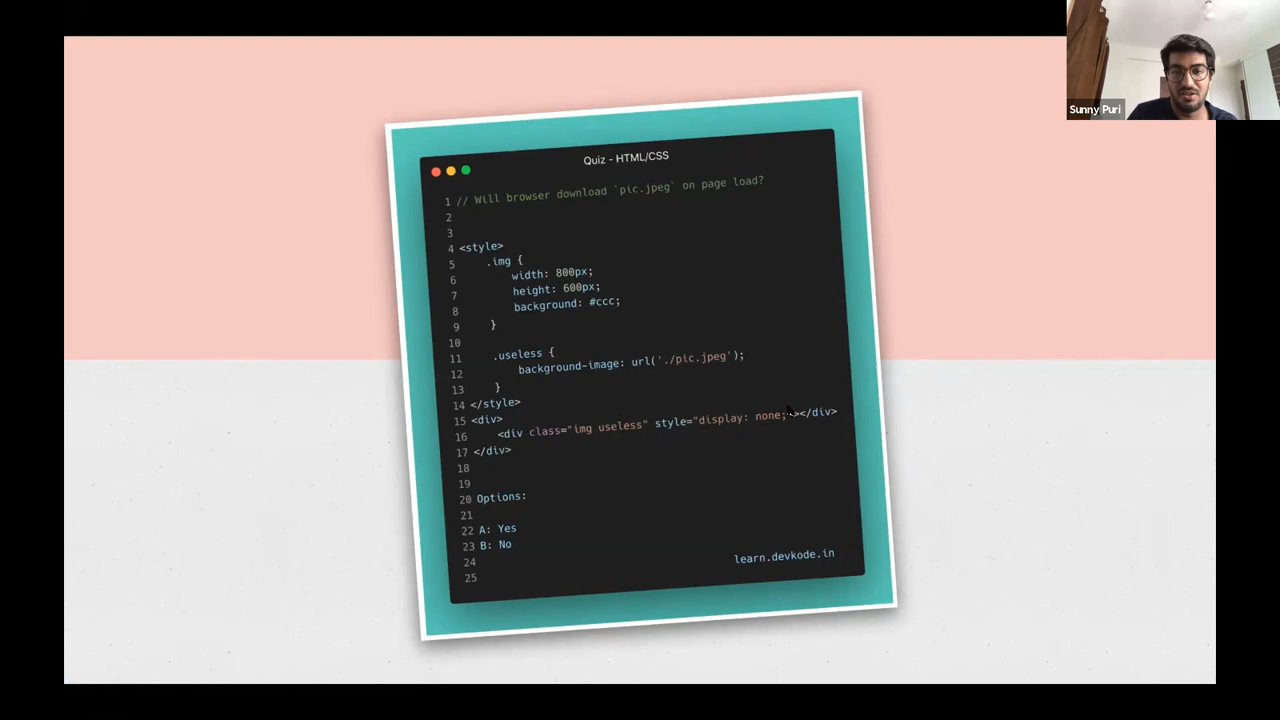 Sunny Puri
Quiz - HTML/CSS
1 // Will browser download `pic.jpeg` on page load?
2
3
4 <style>
5 .img {
6 width: 800px;
7 height: 600px;
8 background: #ccc;
9 }
10
11 .useless {
12 background-image: url('./pic.jpeg');
13 }
14 </style>
15 <div>
16 <div class="img useless" style="display: none;"></div>
17 </div>
18
19
20 Options:
21
22 A: Yes
23 B: No
24
25
learn.devkode.in